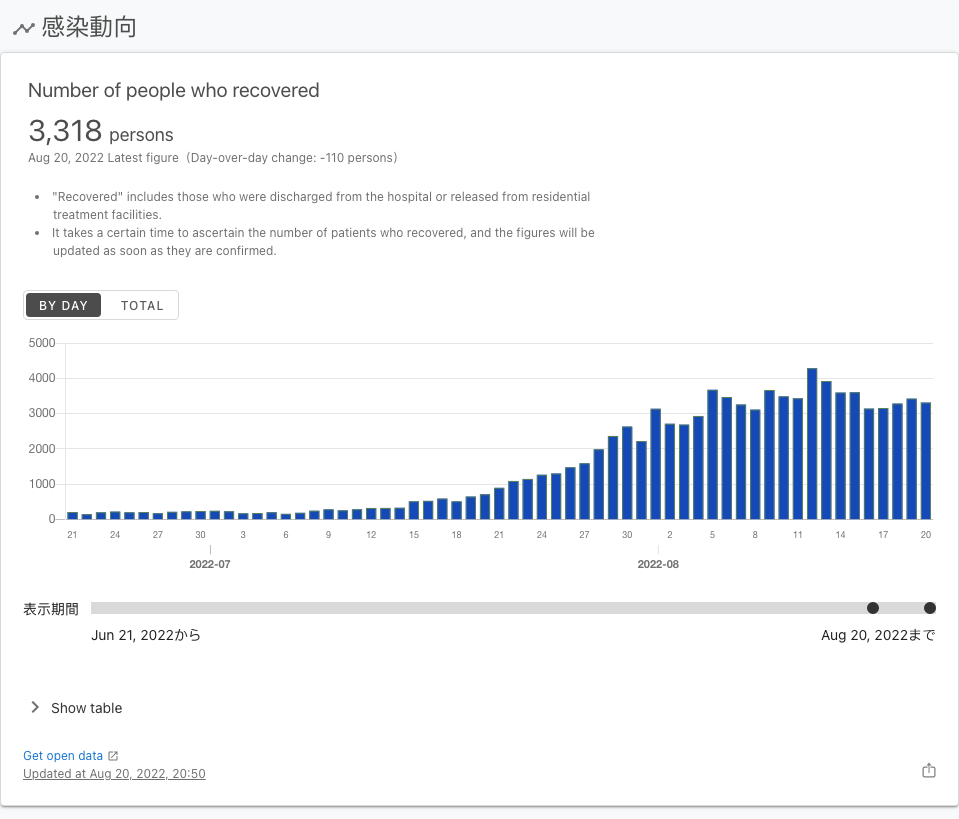 感染動向
Number of people who recovered
3,318 persons
Aug 20, 2022 Latest figure (Day-over-day change: -110 persons)
• "Recovered" includes those who were discharged from the hospital or released from residential
treatment facilities.
• It takes a certain time to ascertain the number of patients who recovered, and the figures will be
updated as soon as they are confirmed.
BY DAY TOTAL
5000
4000
3000
2000
1000
0
21 24 27 30 3 6 9 12 15 18 21 24 27 30 2 5 8 11 14 17 20
2022-07 2022-08
表示期間
Jun 21, 2022から Aug 20, 2022まで
Show table
Get open data
Updated at Aug 20, 2022, 20:50